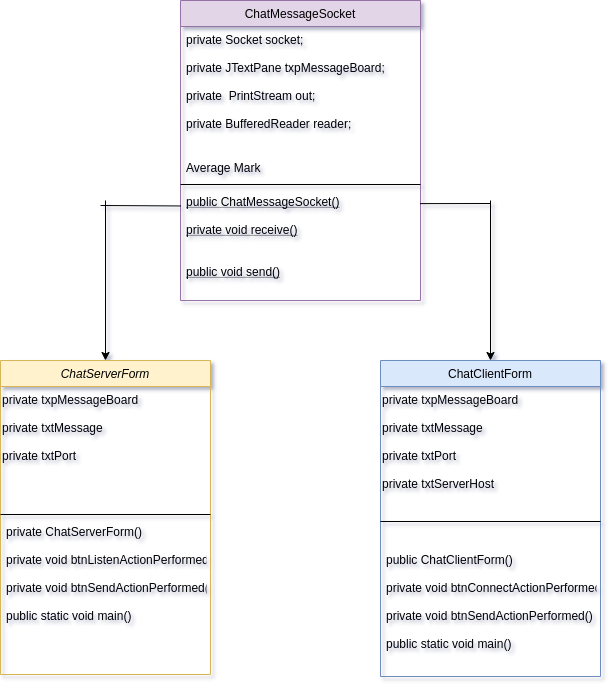 ChatMessageSocket
private Socket socket;
private JTextPane txpMessageBoard;
private  PrintStream out;
private BufferedReader reader;
Average Mark
public ChatMessageSocket()
private void receive()
public void send()
ChatServerForm
private txpMessageBoard
private txtMessage
private txtPort
private ChatServerForm()
private void btnListenActionPerformed
private void btnSendActionPerformed(
public static void main()
ChatClientForm
private txpMessageBoard
private txtMessage
private txtPort
private txtServerHost
public ChatClientForm()
private void btnConnectActionPerforme
private void btnSendActionPerformed()
public static void main()